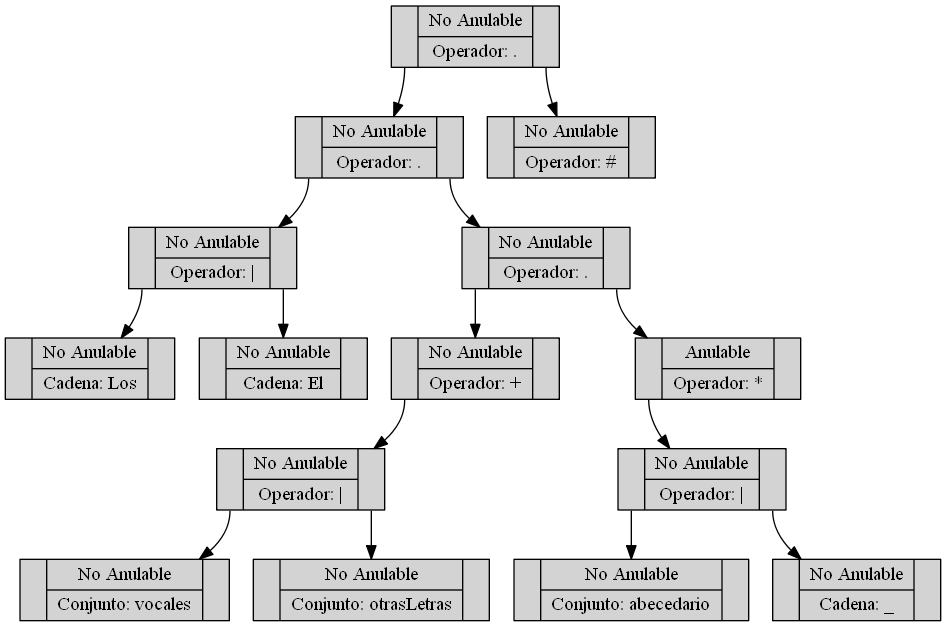 No Anulable
Operador: .
No Anulable
Operador: .
No Anulable
Operador: #
No Anulable
Operador: |
No Anulable
Operador: .
No Anulable
Cadena: Los
No Anulable
Cadena: El
No Anulable
Operador: +
Anulable
Operador: *
No Anulable
Operador: |
No Anulable
Operador: |
No Anulable
Conjunto: vocales
No Anulable
Conjunto: otrasLetras
No Anulable
Conjunto: abecedario
No Anulable
Cadena: _